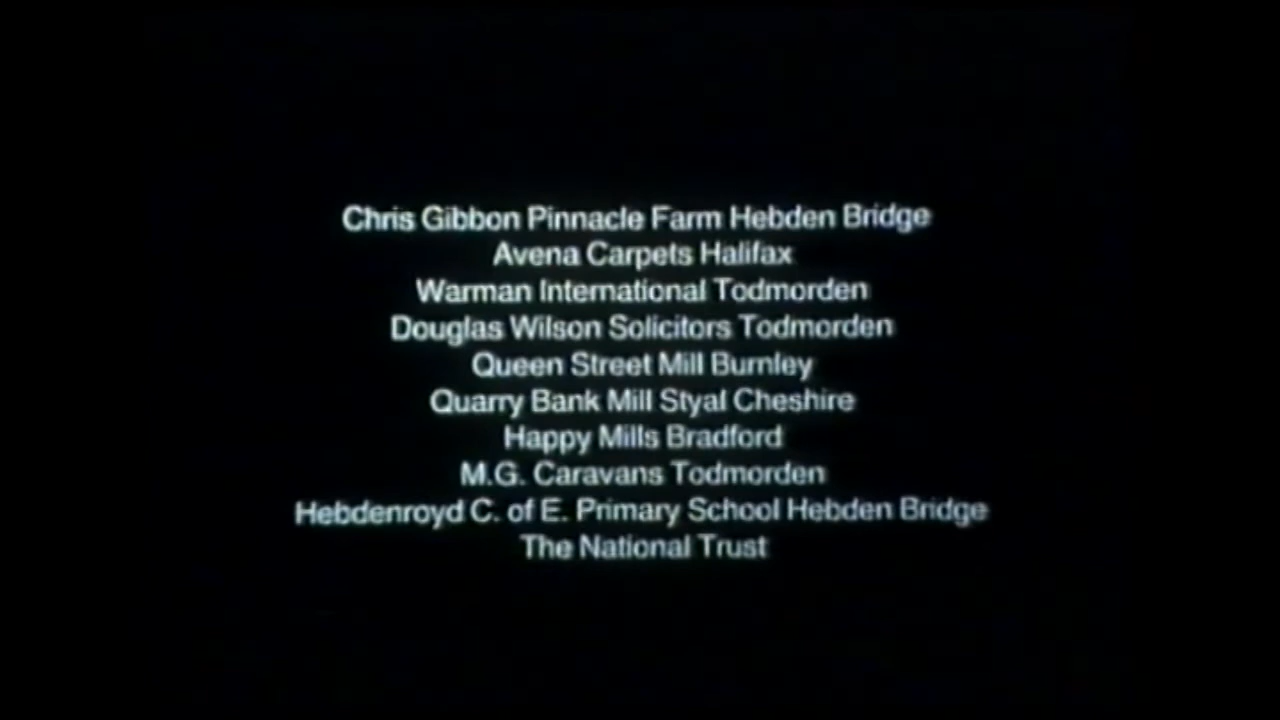 Chris Gibbon Pinnacle Farm Hebden Bridge
Avena Carpets Halifax
Warman International Todmorden
Douglas Wilson Solicitors Todmorden
Queen Street Mill Burnley
Quarry Bank Mill Styal Cheshire
Happy Mills Bradford
M.G. Caravans Todmorden
Hebdenroyd C. of E. Primary School Hebden Bridge
The National Trust